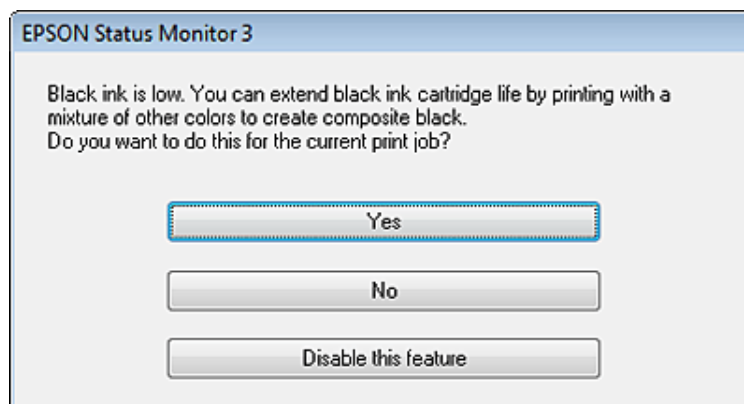 EPSON Status Monitor 3
Black ink is low. You can extend black ink cartridge life by printing with a
mixture of other colors to create composite black.
Do you want to do this for the current print job?
Yes
No
Disable this feature